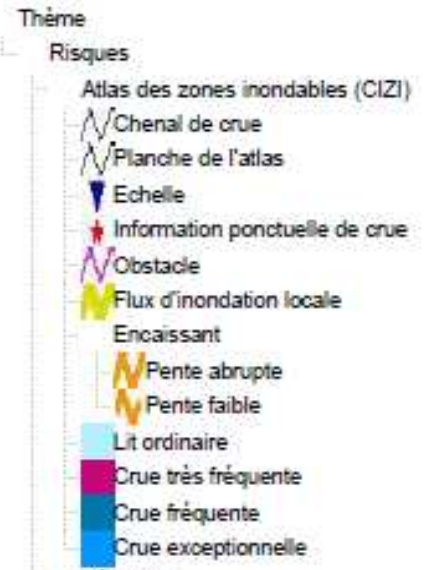 Thème
Risques
Atlas des zones inondables (CIZI)
Chenal de crue
Planche de l'atlas
Echelle
Information ponctuelle de crue
Obstacle
Flux d'inondation locale
Encaissant
Pente abrupte
Pente faible
Lit ordinaire
Crue très fréquente
Crue fréquente
Crue exceptionnelle